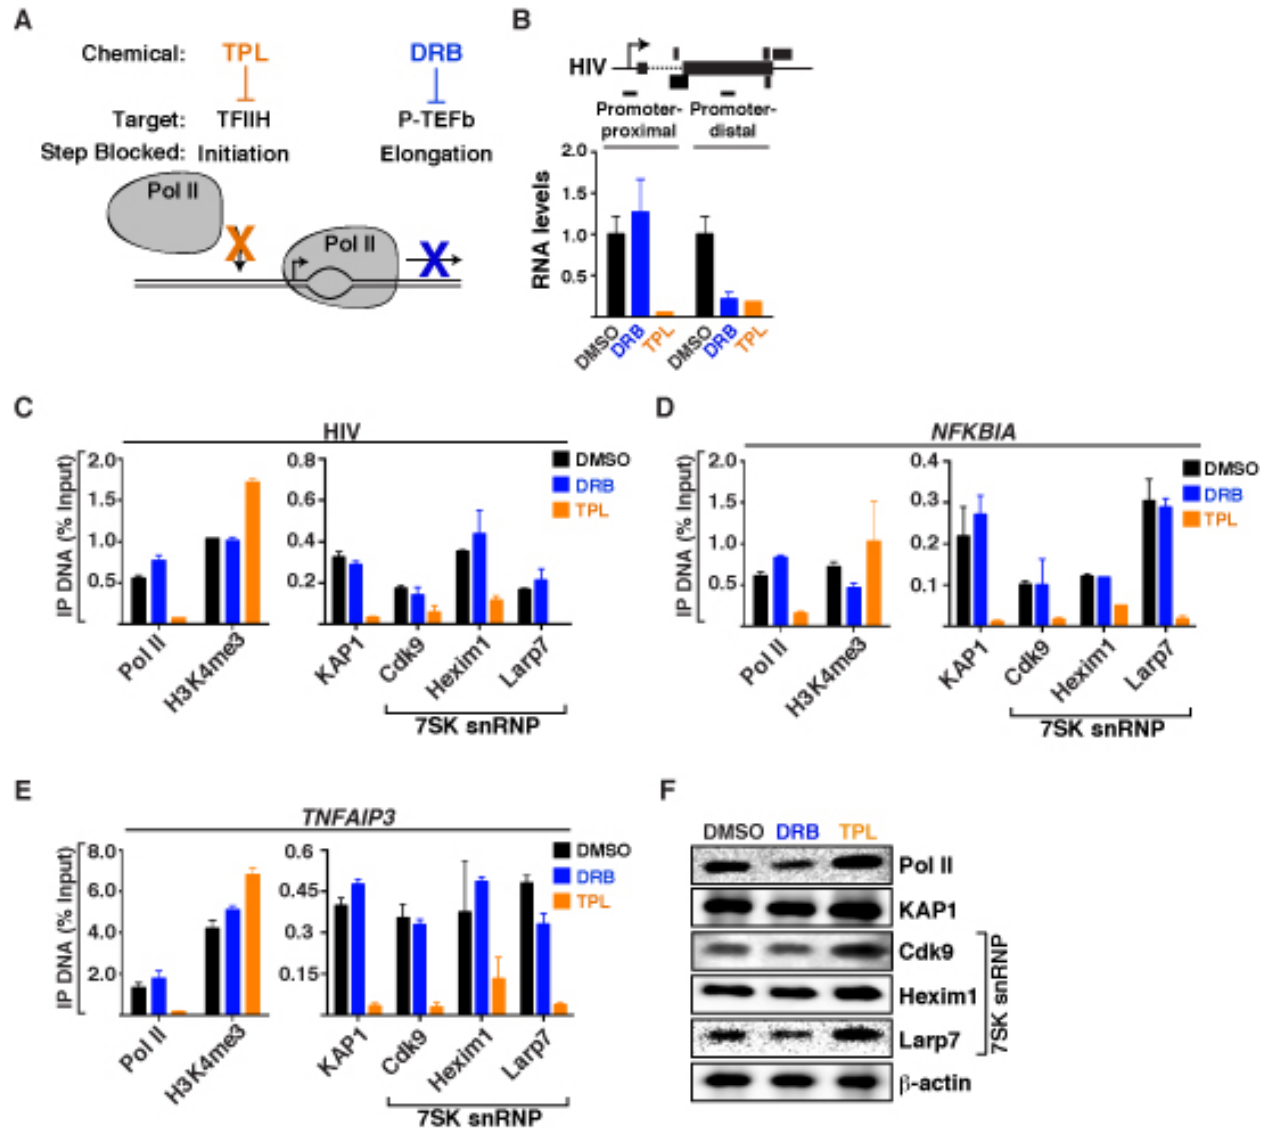 A
Chemical: TPL DRB
Target: TFIIH P-TEFb
Step Blocked: Initiation Elongation
Pol II
X
Pol II
X
B
HIV
Promoter-proximal Promoter-distal
RNA levels
2.0
1.5
1.0
0.5
DMSO DRB TPL DMSO DRB TPL
C
HIV
IP DNA (% Input)
2.0
1.5
1.0
0.5
Pol II H3K4me3
0.8
0.6
0.4
0.2
KAP1 Cdk9 Hexim1 Larp7
7SK snRNP
DMSO
DRB
TPL
D
NFKBIA
IP DNA (% Input)
2.0
1.5
1.0
0.5
Pol II H3K4me3
0.4
0.3
0.2
0.1
KAP1 Cdk9 Hexim1 Larp7
7SK snRNP
DMSO
DRB
TPL
E
TNFAIP3
IP DNA (% Input)
8.0
6.0
4.0
2.0
Pol II H3K4me3
0.6
0.45
0.3
0.15
KAP1 Cdk9 Hexim1 Larp7
7SK snRNP
DMSO
DRB
TPL
F
DMSO DRB TPL
Pol II
KAP1
Cdk9
Hexim1
Larp7
β-actin
7SK snRNP